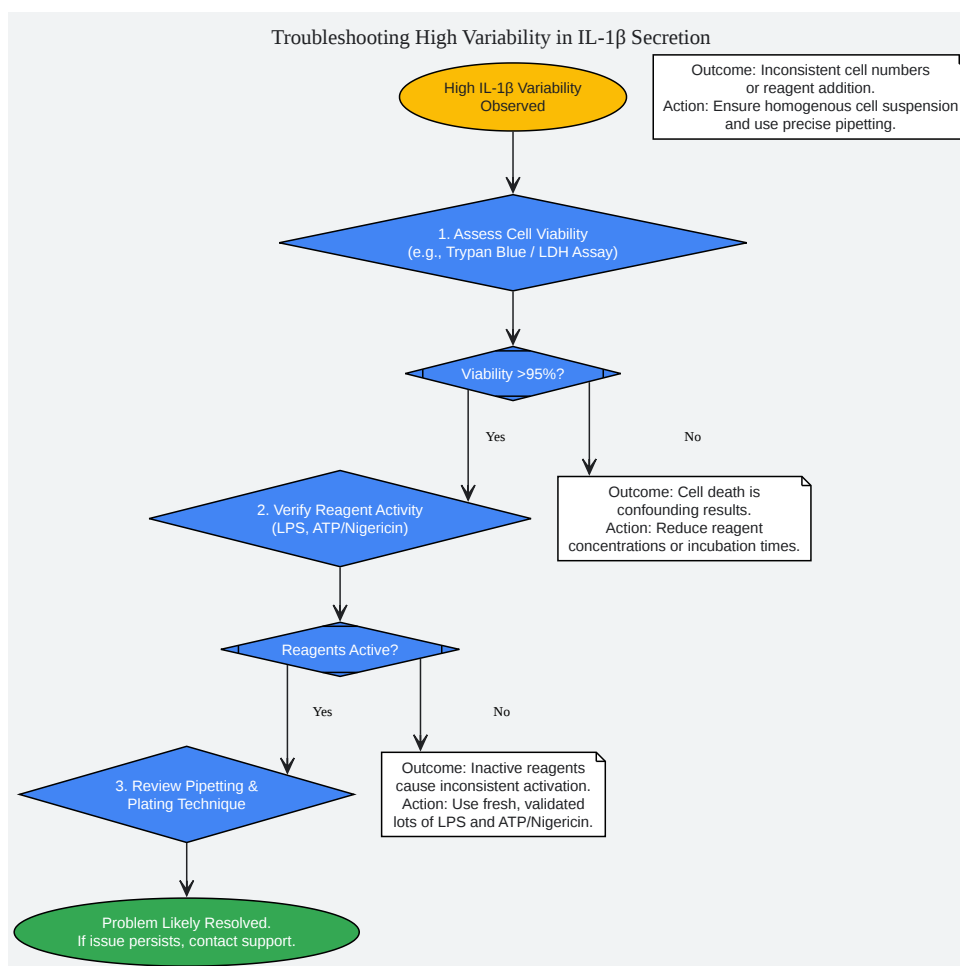 Troubleshooting High Variability in IL-1β Secretion
High IL-1β Variability
Observed
Outcome: Inconsistent cell numbers
or reagent addition.
Action: Ensure homogenous cell suspension
and use precise pipetting.
1. Assess Cell Viability
(e.g., Trypan Blue / LDH Assay)
Viability >95%?
Yes
No
2. Verify Reagent Activity
(LPS, ATP/Nigericin)
Outcome: Cell death is
confounding results.
Action: Reduce reagent
concentrations or incubation times.
Reagents Active?
Yes
No
3. Review Pipetting &
Plating Technique
Outcome: Inactive reagents
cause inconsistent activation.
Action: Use fresh, validated
lots of LPS and ATP/Nigericin.
Problem Likely Resolved.
If issue persists, contact support.